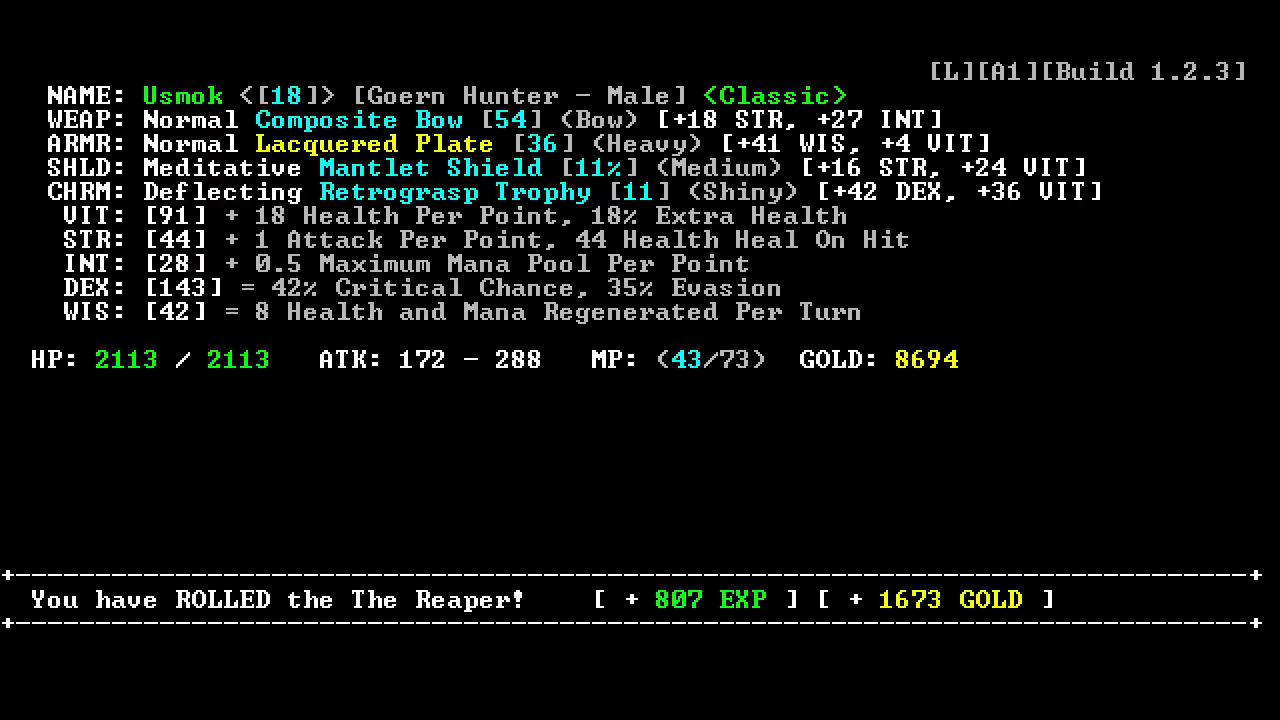 [L][A1][Build 1.2.3]
NAME: Usmok <[18]> [Goern Hunter - Male] <Classic>
WEAP: Normal Composite Bow [54] (Bow) [+18 STR, +27 INT]
ARMR: Normal Lacquered Plate [36] (Heavy) [+41 WIS, +4 VIT]
SHLD: Meditative Mantlet Shield [11%] (Medium) [+16 STR, +24 VIT]
CHRM: Deflecting Retrograsp Trophy [11] (Shiny) [+42 DEX, +36 VIT]
VIT: [91] + 18 Health Per Point, 18% Extra Health
STR: [44] + 1 Attack Per Point, 44 Health Heal On Hit
INT: [28] + 0.5 Maximum Mana Pool Per Point
DEX: [143] = 42% Critical Chance, 35% Evasion
WIS: [42] = 8 Health and Mana Regenerated Per Turn
HP: 2113 / 2113 ATK: 172 - 288 MP: (43/73) GOLD: 8694
You have ROLLED the The Reaper! [ + 807 EXP ] [ + 1673 GOLD ]